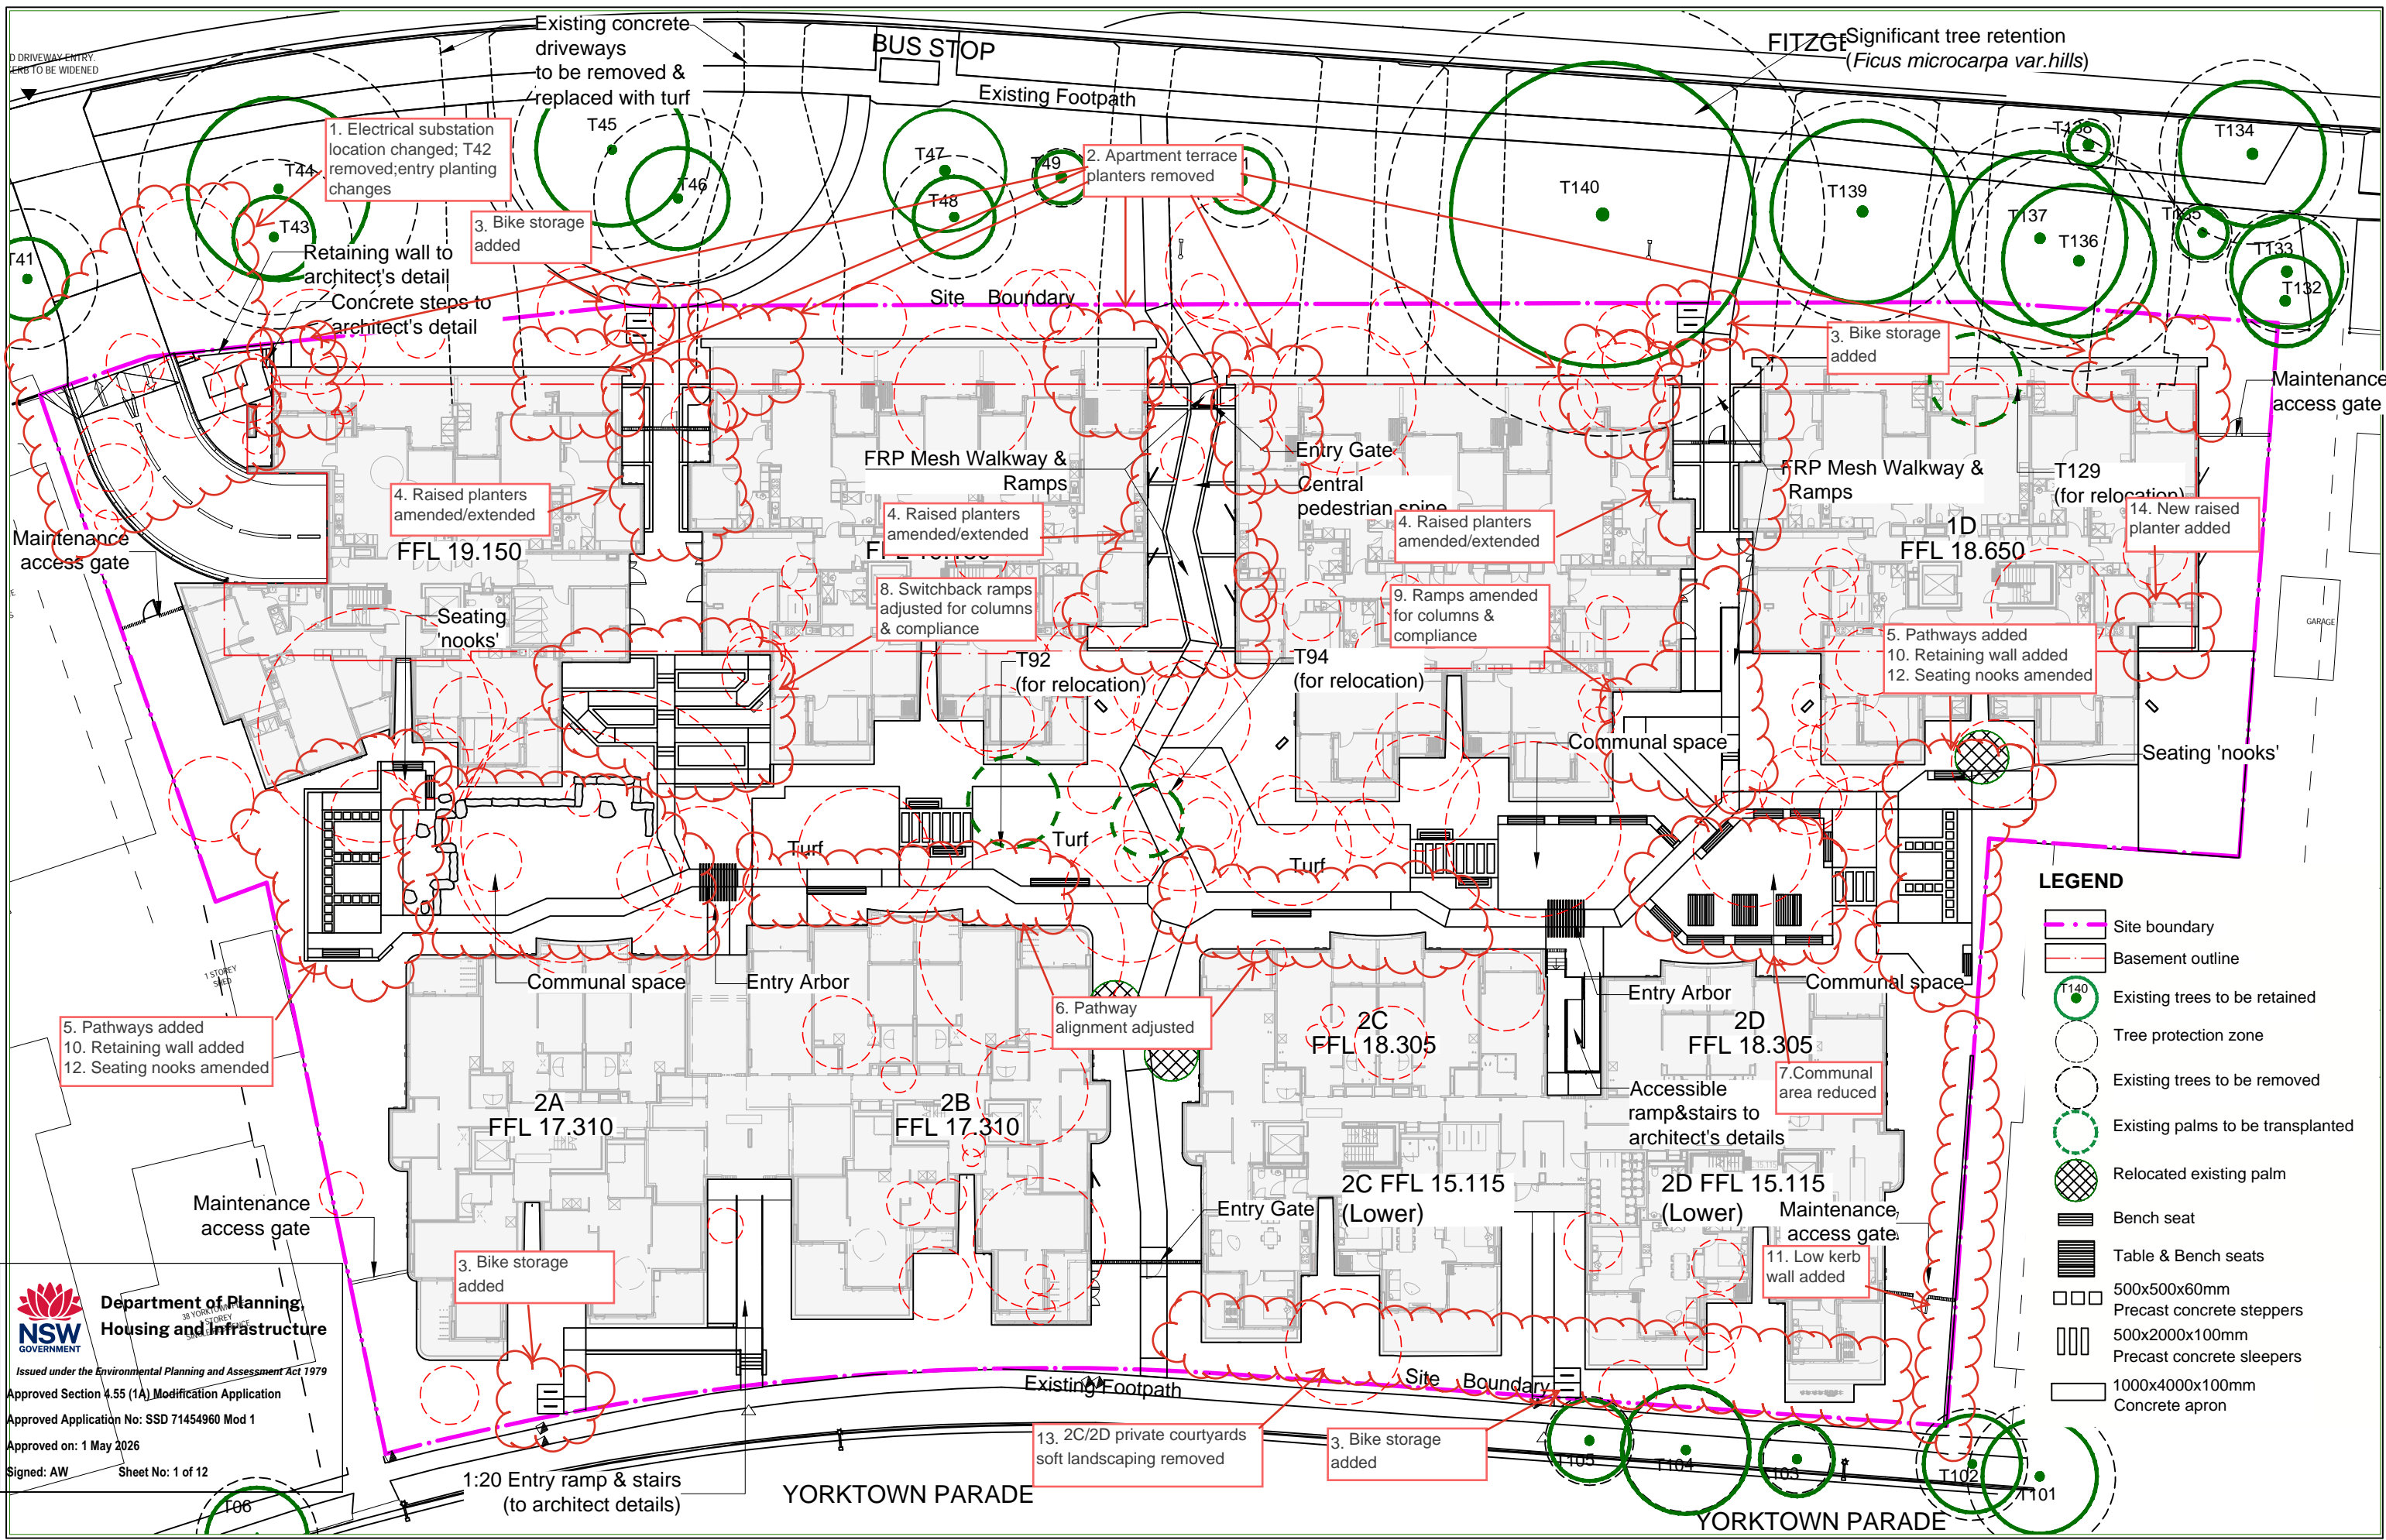 D DRIVEWAY ENTRY.
ERB TO BE WIDENED
Existing concrete
driveways
to be removed &
replaced with turf
BUS STOP
Existing Footpath
Significant tree retention
(Ficus microcarpa var.hills)
1. Electrical substation
location changed; T42
removed;entry planting
changes
2. Apartment terrace
planters removed
3. Bike storage
added
T41
T43
T44
T45
T46
T47
T48
T49
T140
T139
T138
T137
T136
T135
T134
T133
T132
Retaining wall to
architect's detail
Concrete steps to
architect's detail
Site Boundary
3. Bike storage
added
Maintenance
access gate
FRP Mesh Walkway &
Ramps
Entry Gate
Central
pedestrian spine
FRP Mesh Walkway &
Ramps
T129
(for relocation)
4. Raised planters
amended/extended
FFL 19.150
4. Raised planters
amended/extended
4. Raised planters
amended/extended
14. New raised
planter added
1D
FFL 18.650
Maintenance
access gate
Seating
'nooks'
8. Switchback ramps
adjusted for columns
& compliance
9. Ramps amended
for columns &
compliance
5. Pathways added
10. Retaining wall added
12. Seating nooks amended
GARAGE
T92
(for relocation)
T94
(for relocation)
Communal space
Seating 'nooks'
Turf
Turf
Turf
1 STOREY
SHED
Communal space
Entry Arbor
Entry Arbor
Communal space
5. Pathways added
10. Retaining wall added
12. Seating nooks amended
6. Pathway
alignment adjusted
2A
FFL 17.310
2B
FFL 17.310
2C
FFL 18.305
2D
FFL 18.305
7.Communal
area reduced
Accessible
ramp&stairs to
architect's details
2C FFL 15.115
(Lower)
2D FFL 15.115
(Lower)
Maintenance
access gate
Entry Gate
Maintenance
access gate
3. Bike storage
added
11. Low kerb
wall added
Existing Footpath
Site Boundary
13. 2C/2D private courtyards
soft landscaping removed
3. Bike storage
added
1:20 Entry ramp & stairs
(to architect details)
YORKTOWN PARADE
YORKTOWN PARADE
T06
T105
T104
T103
T102
T101
LEGEND
Site boundary
Basement outline
T140
Existing trees to be retained
Tree protection zone
Existing trees to be removed
Existing palms to be transplanted
Relocated existing palm
Bench seat
Table & Bench seats
500x500x60mm
Precast concrete steppers
500x2000x100mm
Precast concrete sleepers
1000x4000x100mm
Concrete apron
NSW
GOVERNMENT
Department of Planning,
Housing and Infrastructure
Issued under the Environmental Planning and Assessment Act 1979
Approved Section 4.55 (1A) Modification Application
Approved Application No: SSD 71454960 Mod 1
Approved on: 1 May 2026
Signed: AW
Sheet No: 1 of 12